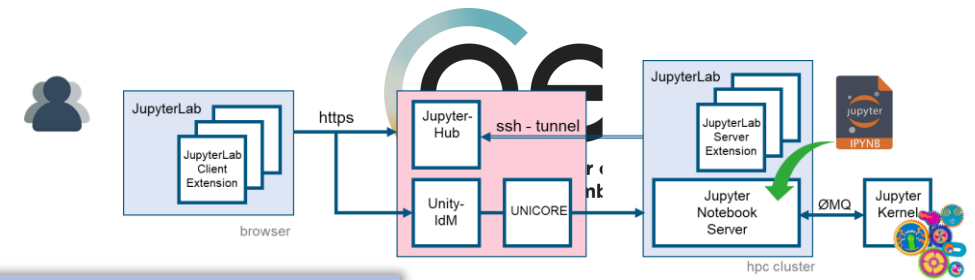 JupyterLab
JupyterLab
Client
Extension
browser
https
Jupyter-
Hub
ssh - tunnel
Unity-
IdM
UNICORE
JupyterLab
JupyterLab
Server
Extension
Jupyter
Notebook
Server
hpc cluster
jupyter
IPYNB
ØMQ
Jupyter
Kernel